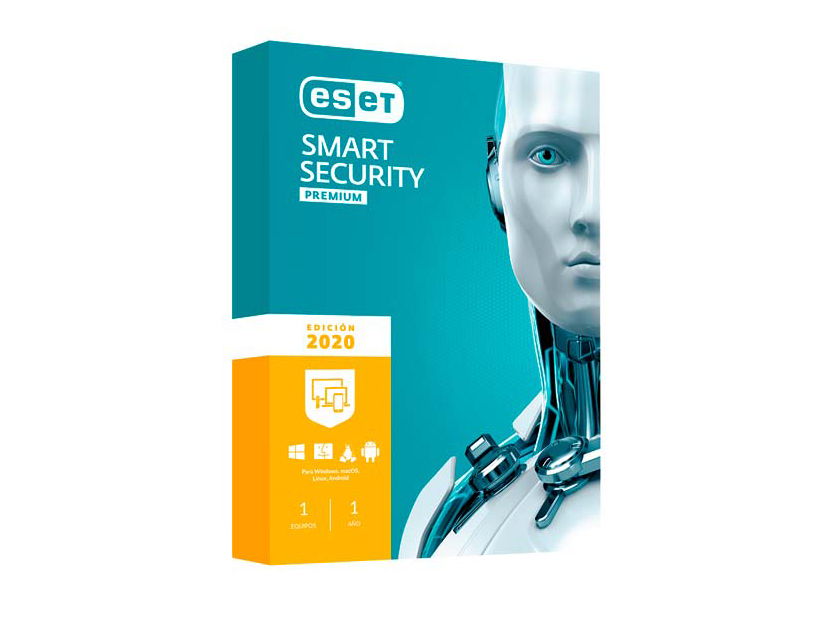 eset
SMART
SECURITY
PREMIUM
EDICIÓN
2020
Para Windows, macOS,
Linux, Android
1
EQUIPOS
1
AÑO